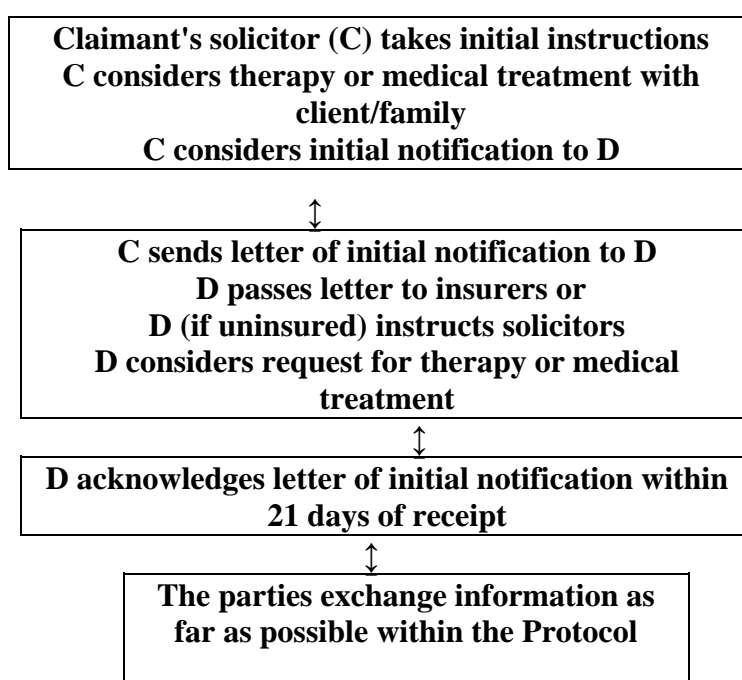 Claimant's solicitor (C) takes initial instructions
C considers therapy or medical treatment with
client/family
C considers initial notification to D
↕
C sends letter of initial notification to D
D passes letter to insurers or
D (if uninsured) instructs solicitors
D considers request for therapy or medical
treatment
↕
D acknowledges letter of initial notification within
21 days of receipt
↕
The parties exchange information as
far as possible within the Protocol